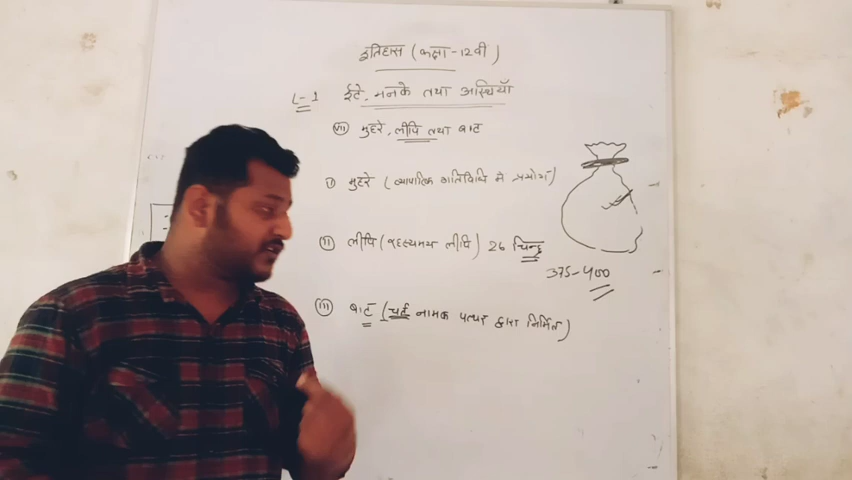 इतिहास (कक्षा - 12वी)
L-1 ईटे, मनके तथा अस्थियाँ
(VII) मुहरे, लीपि तथा बाट
(I) मुहरे (व्यापारिक गतिविधि मे प्रयोग)
(II) लीपि (रहस्यमय लीपि) 26 चिन्ह
375-400
(III) बाट (चर्ट नामक पत्थर द्वारा निर्मित)